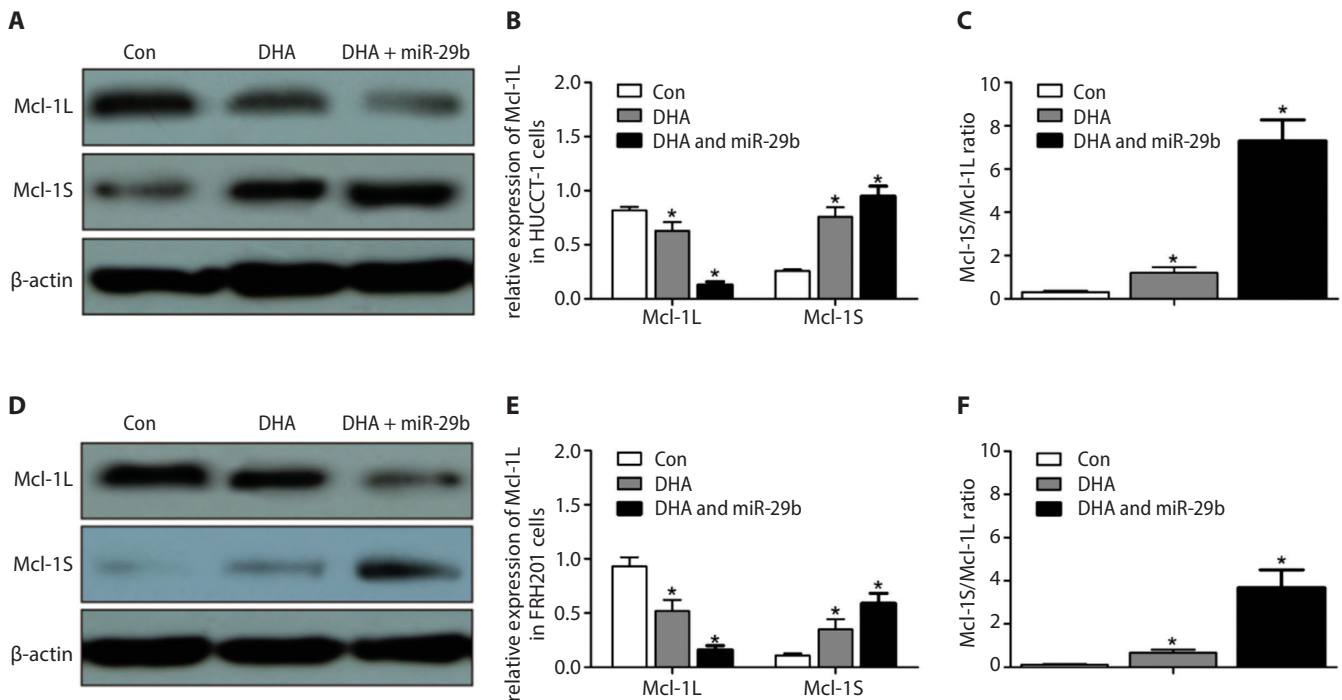 A
Con DHA DHA + miR-29b
Mcl-1L
Mcl-1S
β-actin
B
relative expression of Mcl-1L
in HUCCT-1 cells
2.0
1.5
1.0
0.5
0.0
Con
DHA
DHA and miR-29b
*
*
*
*
Mcl-1L Mcl-1S
C
Mcl-1S/Mcl-1L ratio
10
8
6
4
2
0
Con
DHA
DHA and miR-29b
*
*
D
Con DHA DHA + miR-29b
Mcl-1L
Mcl-1S
β-actin
E
relative expression of Mcl-1L
in FRH201 cells
2.0
1.5
1.0
0.5
0.0
Con
DHA
DHA and miR-29b
*
*
*
*
Mcl-1L Mcl-1S
F
Mcl-1S/Mcl-1L ratio
10
8
6
4
2
0
Con
DHA
DHA and miR-29b
*
*